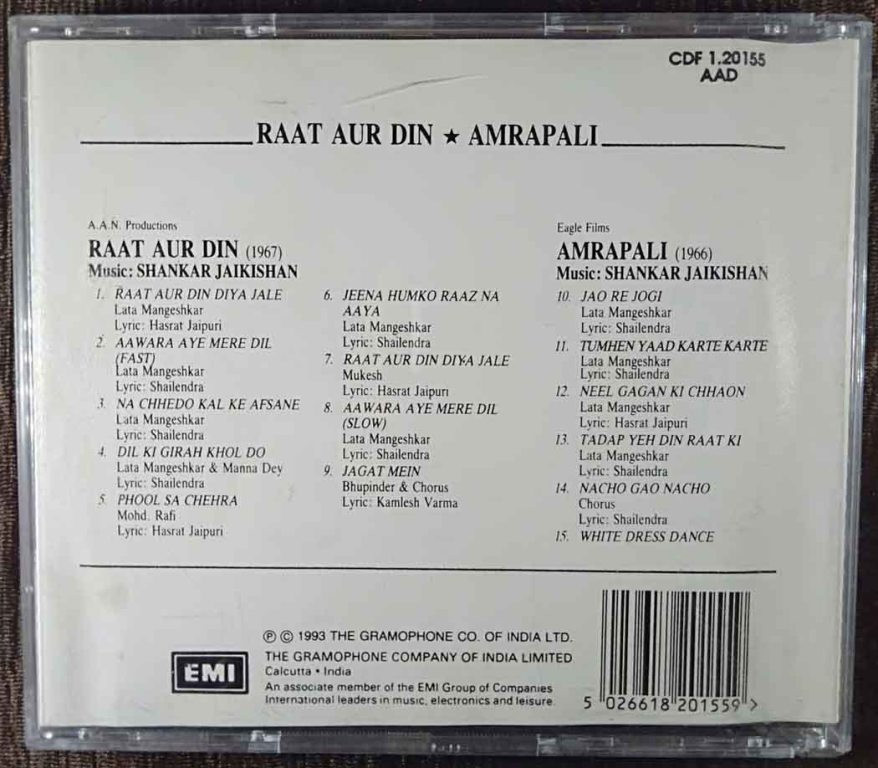 CDF 1.20155
AAD
RAAT AUR DIN ★ AMRAPALI
A.A.N. Productions
RAAT AUR DIN (1967)
Music: SHANKAR JAIKISHAN
1. RAAT AUR DIN DIYA JALE
Lata Mangeshkar
Lyric: Hasrat Jaipuri
2. AAWARA AYE MERE DIL
(FAST)
Lata Mangeshkar
Lyric: Shailendra
3. NA CHHEDO KAL KE AFSANE
Lata Mangeshkar
Lyric: Shailendra
4. DIL KI GIRAH KHOL DO
Lata Mangeshkar & Manna Dey
Lyric: Shailendra
5. PHOOL SA CHEHRA
Mohd. Rafi
Lyric: Hasrat Jaipuri
6. JEENA HUMKO RAAZ NA
AAYA
Lata Mangeshkar
Lyric: Shailendra
7. RAAT AUR DIN DIYA JALE
Mukesh
Lyric: Hasrat Jaipuri
8. AAWARA AYE MERE DIL
(SLOW)
Lata Mangeshkar
Lyric: Shailendra
9. JAGAT MEIN
Bhupinder & Chorus
Lyric: Kamlesh Varma
Eagle Films
AMRAPALI (1966)
Music: SHANKAR JAIKISHAN
10. JAO RE JOGI
Lata Mangeshkar
Lyric: Shailendra
11. TUMHEN YAAD KARTE KARTE
Lata Mangeshkar
Lyric: Shailendra
12. NEEL GAGAN KI CHHAON
Lata Mangeshkar
Lyric: Hasrat Jaipuri
13. TADAP YEH DIN RAAT KI
Lata Mangeshkar
Lyric: Shailendra
14. NACHO GAO NACHO
Chorus
Lyric: Shailendra
15. WHITE DRESS DANCE
EMI
℗ © 1993 THE GRAMOPHONE CO. OF INDIA LTD.
THE GRAMOPHONE COMPANY OF INDIA LIMITED
Calcutta • India
An associate member of the EMI Group of Companies
International leaders in music, electronics and leisure
5 026618 201559 >